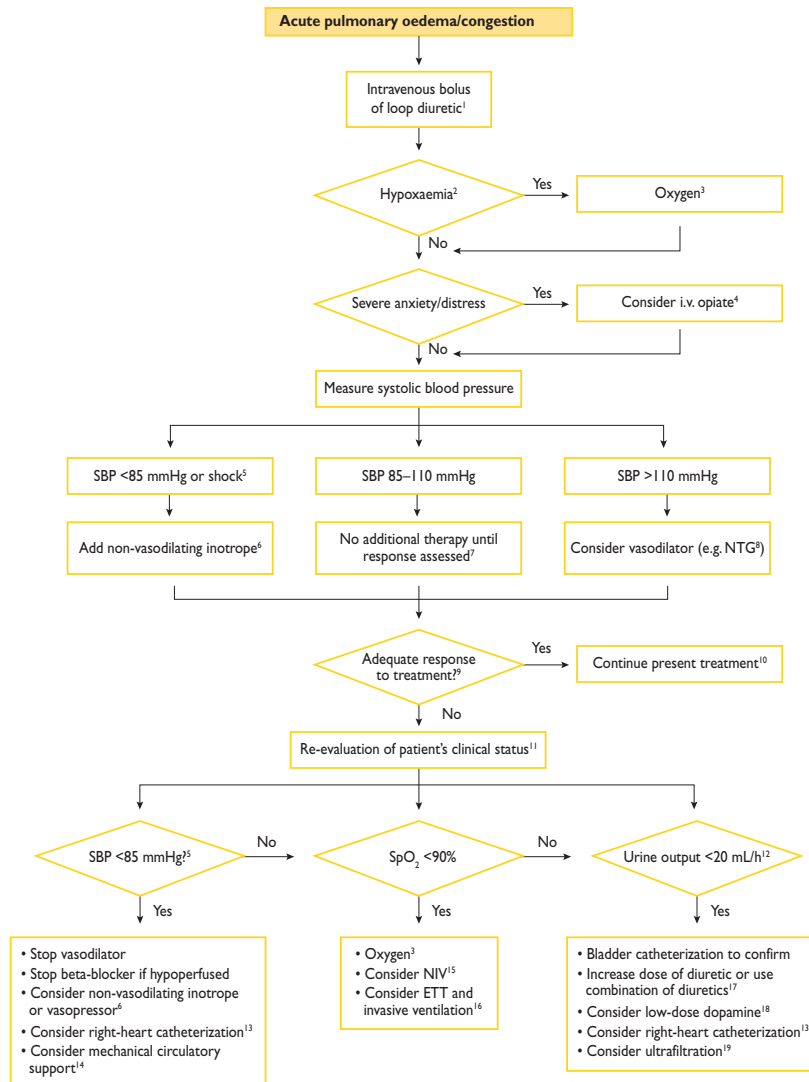 Acute pulmonary oedema/congestion
Intravenous bolus
of loop diuretic¹
Hypoxaemia²
Yes
Oxygen³
No
Severe anxiety/distress
Yes
Consider i.v. opiate⁴
No
Measure systolic blood pressure
SBP <85 mmHg or shock⁵
SBP 85–110 mmHg
SBP >110 mmHg
Add non-vasodilating inotrope⁶
No additional therapy until
response assessed⁷
Consider vasodilator (e.g. NTG⁸)
Adequate response
to treatment?⁹
Yes
Continue present treatment¹⁰
No
Re-evaluation of patient’s clinical status¹¹
SBP <85 mmHg?⁵
No
SpO₂ <90%
No
Urine output <20 mL/h¹²
Yes
Yes
Yes
• Stop vasodilator
• Stop beta-blocker if hypoperfused
• Consider non-vasodilating inotrope
or vasopressor⁶
• Consider right-heart catheterization¹³
• Consider mechanical circulatory
support¹⁴
• Oxygen³
• Consider NIV¹⁵
• Consider ETT and
invasive ventilation¹⁶
• Bladder catheterization to confirm
• Increase dose of diuretic or use
combination of diuretics¹⁷
• Consider low-dose dopamine¹⁸
• Consider right-heart catheterization¹³
• Consider ultrafiltration¹⁹